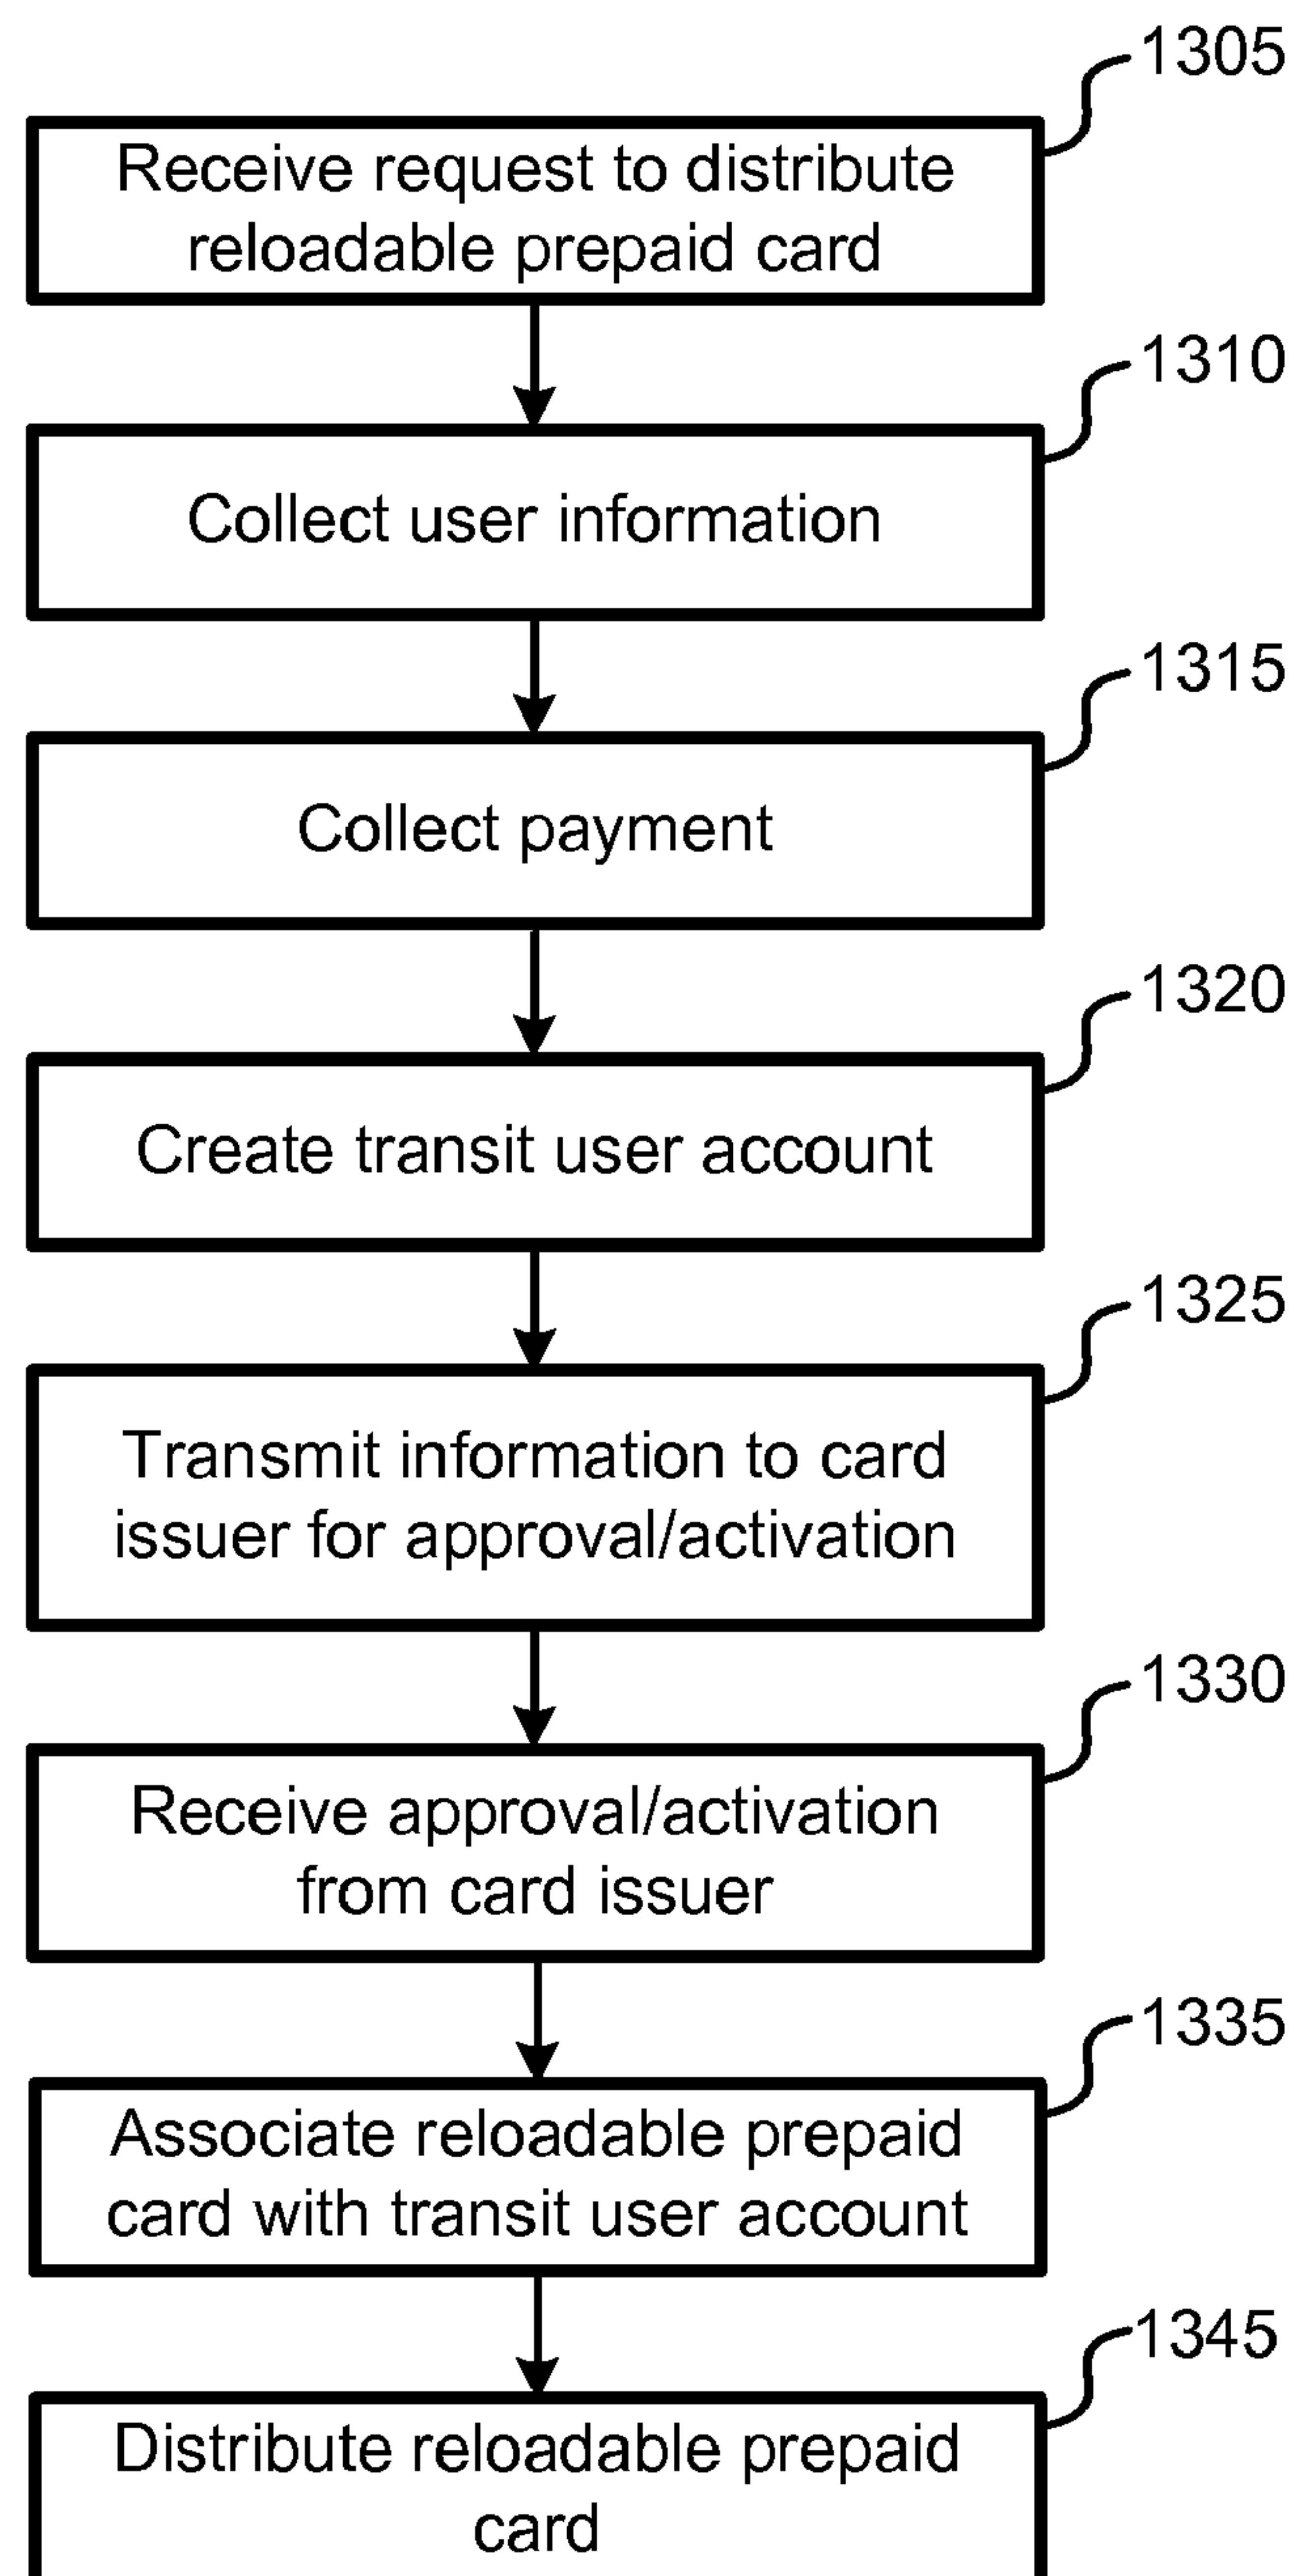 1305
Receive request to distribute
reloadable prepaid card
1310
Collect user information
1315
Collect payment
1320
Create transit user account
1325
Transmit information to card
issuer for approval/activation
1330
Receive approval/activation
from card issuer
1335
Associate reloadable prepaid
card with transit user account
1345
Distribute reloadable prepaid
card